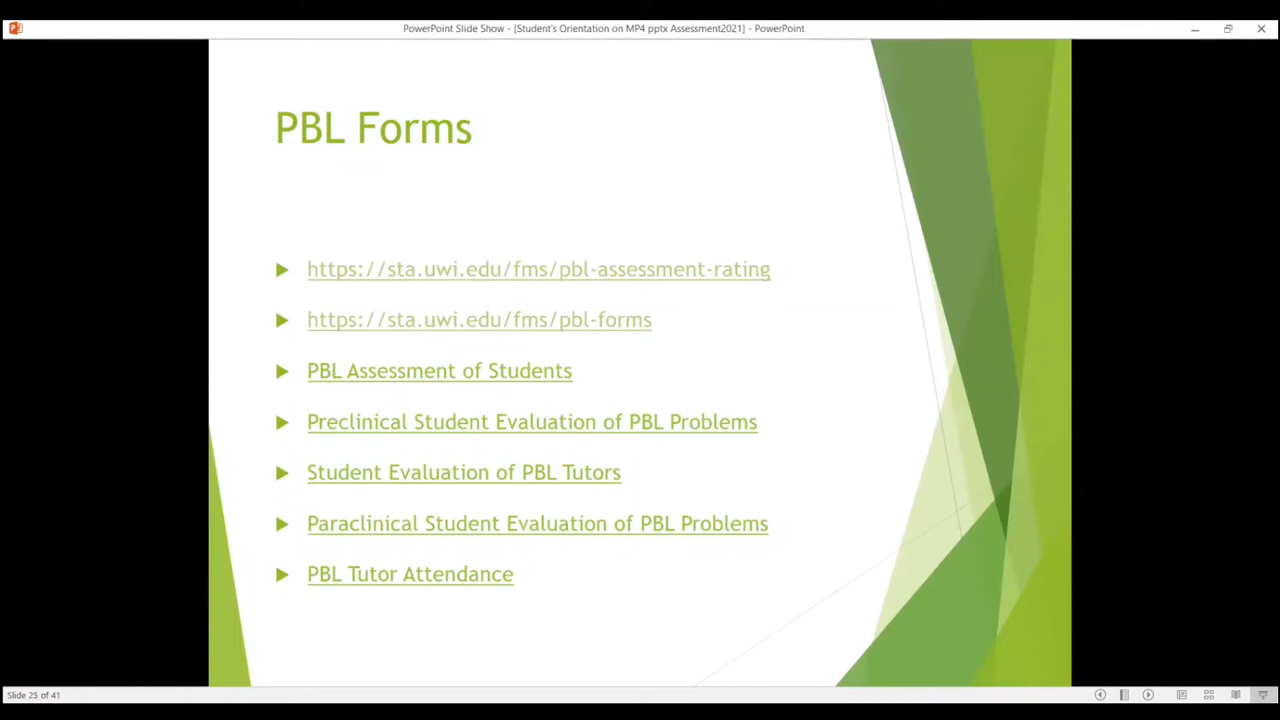 PowerPoint Slide Show - [Student's Orientation on MP4 pptx Assessment2021] - PowerPoint
PBL Forms
https://sta.uwi.edu/fms/pbl-assessment-rating
https://sta.uwi.edu/fms/pbl-forms
PBL Assessment of Students
Preclinical Student Evaluation of PBL Problems
Student Evaluation of PBL Tutors
Paraclinical Student Evaluation of PBL Problems
PBL Tutor Attendance
Slide 25 of 41